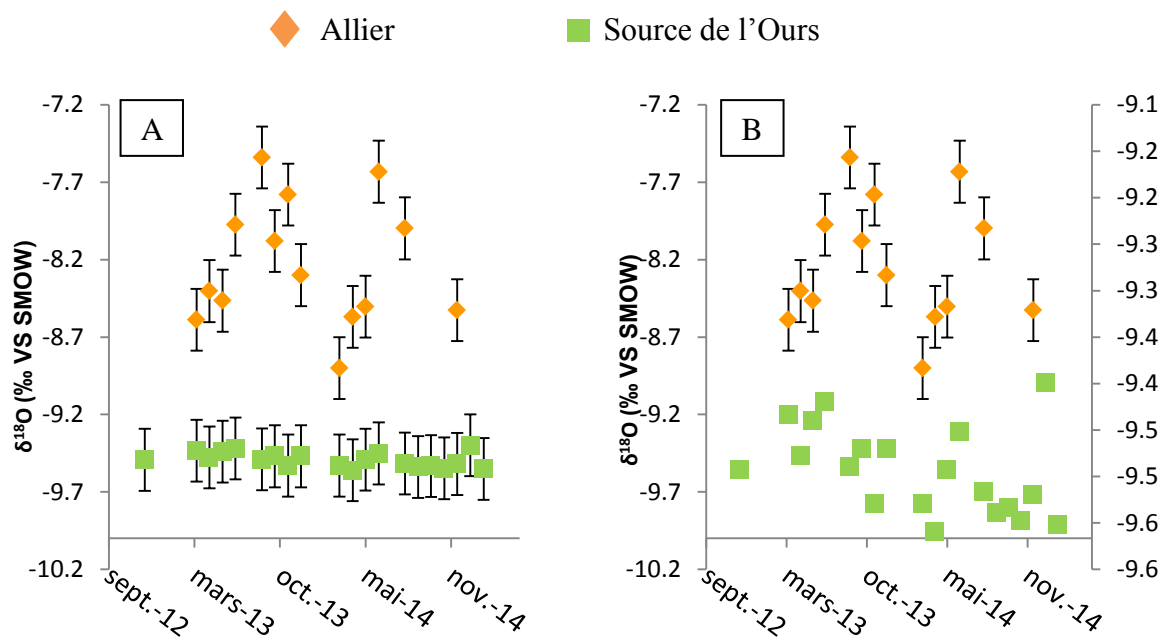 Allier
Source de l'Ours
A
δ¹⁸O (‰ VS SMOW)
-7.2
-7.7
-8.2
-8.7
-9.2
-9.7
-10.2
sept.-12
mars-13
oct.-13
mai-14
nov.-14
B
δ¹⁸O (‰ VS SMOW)
-7.2
-7.7
-8.2
-8.7
-9.2
-9.7
-10.2
-9.1
-9.2
-9.2
-9.3
-9.3
-9.4
-9.4
-9.5
-9.5
-9.6
-9.6
sept.-12
mars-13
oct.-13
mai-14
nov.-14